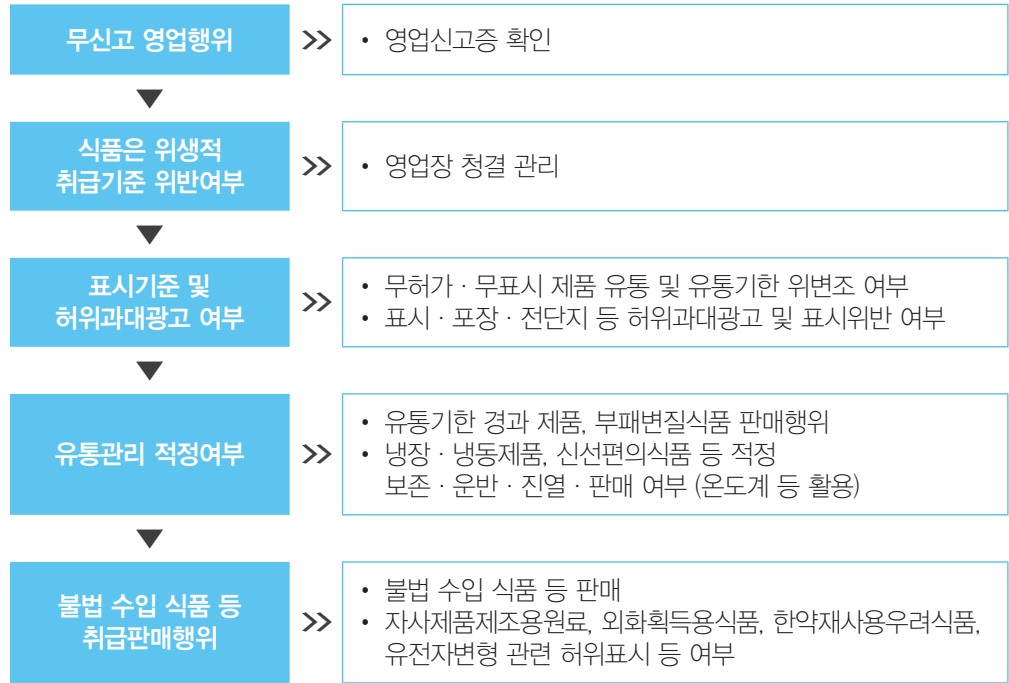 무신고 영업행위
• 영업신고증 확인
식품은 위생적
취급기준 위반여부
• 영업장 청결 관리
표시기준 및
허위과대광고 여부
• 무허가 · 무표시 제품 유통 및 유통기한 위변조 여부
• 표시 · 포장 · 전단지 등 허위과대광고 및 표시위반 여부
유통관리 적정여부
• 유통기한 경과 제품, 부패변질식품 판매행위
• 냉장 · 냉동제품, 신선편의식품 등 적정
보존 · 운반 · 진열 · 판매 여부 (온도계 등 활용)
불법 수입 식품 등
취급판매행위
• 불법 수입 식품 등 판매
• 자사제품제조용원료, 외화획득용식품, 한약재사용우려식품,
유전자변형 관련 허위표시 등 여부